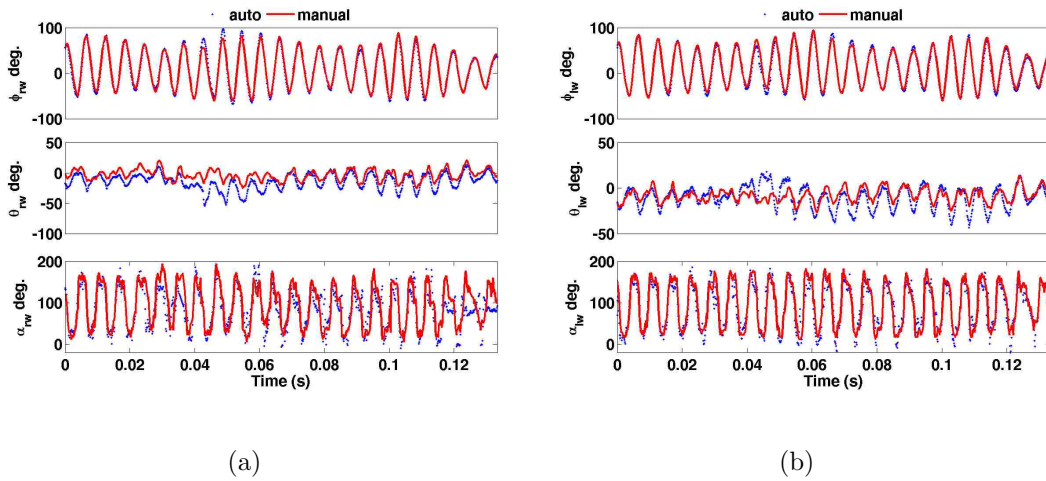 auto manual
100
0
-100
ϕrw deg.
50
0
-50
-100
θrw deg.
200
100
0
αrw deg.
0 0.02 0.04 0.06 0.08 0.1 0.12
Time (s)
(a)
auto manual
100
0
-100
ϕlw deg.
50
0
-50
θlw deg.
200
100
0
αlw deg.
0 0.02 0.04 0.06 0.08 0.1 0.12
Time (s)
(b)